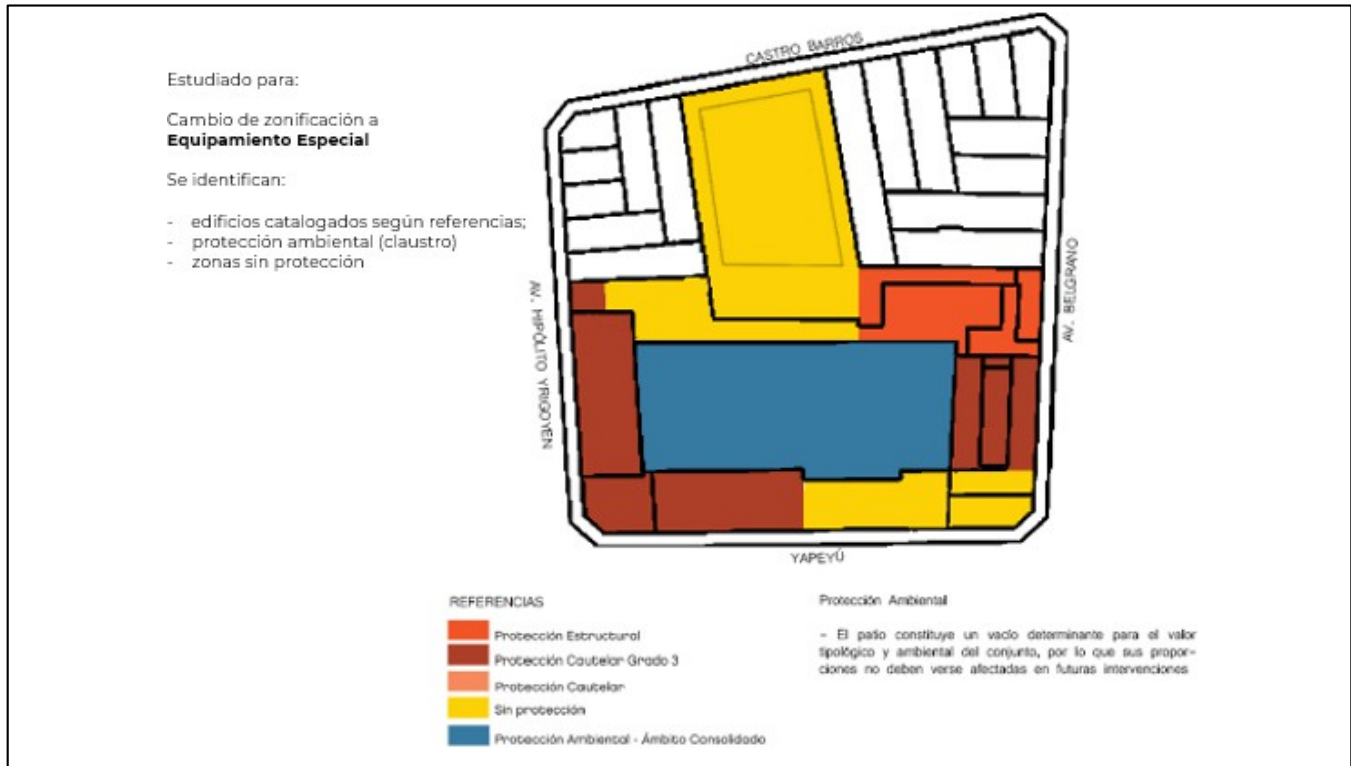 Estudiado para:
Cambio de zonificación a
Equipamiento Especial
Se identifican:
- edificios catalogados según referencias;
- protección ambiental (claustro)
- zonas sin protección
CASTRO BARROS
AV. HIPÓLITO YRIGOYEN
AV. BELGRANO
YAPEYÚ
REFERENCIAS
Protección Estructural
Protección Cautelar Grado 3
Protección Cautelar
Sin protección
Protección Ambiental - Ámbito Consolidado
Protección Ambiental
- El patio constituye un vacío determinante para el valor
tipológico y ambiental del conjunto, por lo que sus propor-
ciones no deben verse afectadas en futuras intervenciones